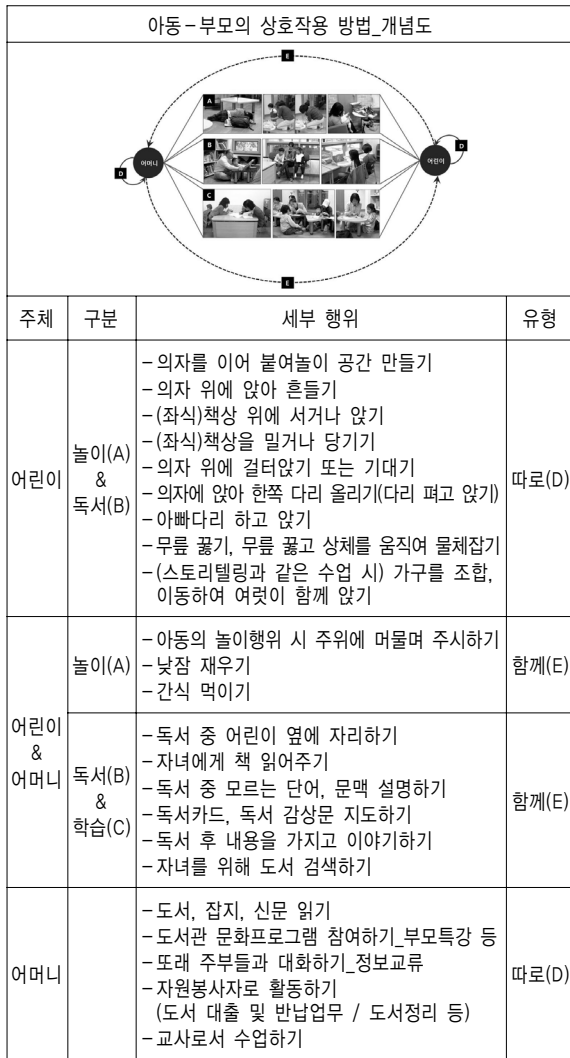 아동-부모의 상호작용 방법_개념도
E
A
B
C
어머니
어린이
D
D
E
주체 구분 세부 행위 유형
어린이
놀이(A)
&
독서(B)
-의자를 이어 붙여놀이 공간 만들기
-의자 위에 앉아 흔들기
-(좌식)책상 위에 서거나 앉기
-(좌식)책상을 밀거나 당기기
-의자 위에 걸터앉기 또는 기대기
-의자에 앉아 한쪽 다리 올리기(다리 펴고 앉기)
-아빠다리 하고 앉기
-무릎 꿇기, 무릎 꿇고 상체를 움직여 물체잡기
-(스토리텔링과 같은 수업 시) 가구를 조합,
이동하여 여럿이 함께 앉기
따로(D)
어린이
&
어머니
놀이(A)
-아동의 놀이행위 시 주위에 머물며 주시하기
-낮잠 재우기
-간식 먹이기
함께(E)
독서(B)
&
학습(C)
-독서 중 어린이 옆에 자리하기
-자녀에게 책 읽어주기
-독서 중 모르는 단어, 문맥 설명하기
-독서카드, 독서 감상문 지도하기
-독서 후 내용을 가지고 이야기하기
-자녀를 위해 도서 검색하기
함께(E)
어머니
-도서, 잡지, 신문 읽기
-도서관 문화프로그램 참여하기_부모특강 등
-또래 주부들과 대화하기_정보교류
-자원봉사자로 활동하기
(도서 대출 및 반납업무 / 도서정리 등)
-교사로서 수업하기
따로(D)